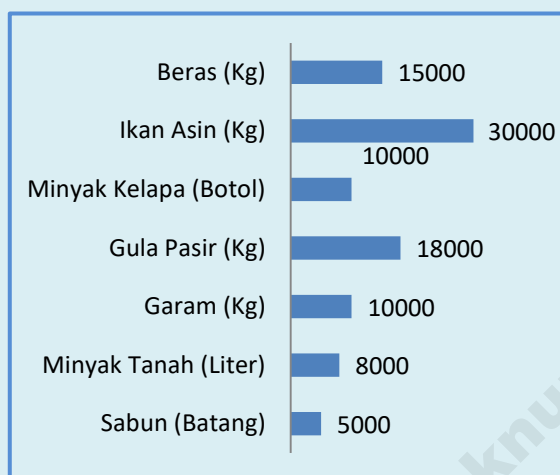 Beras (Kg) 15000
Ikan Asin (Kg) 30000
10000
Minyak Kelapa (Botol)
Gula Pasir (Kg) 18000
Garam (Kg) 10000
Minyak Tanah (Liter) 8000
Sabun (Batang) 5000